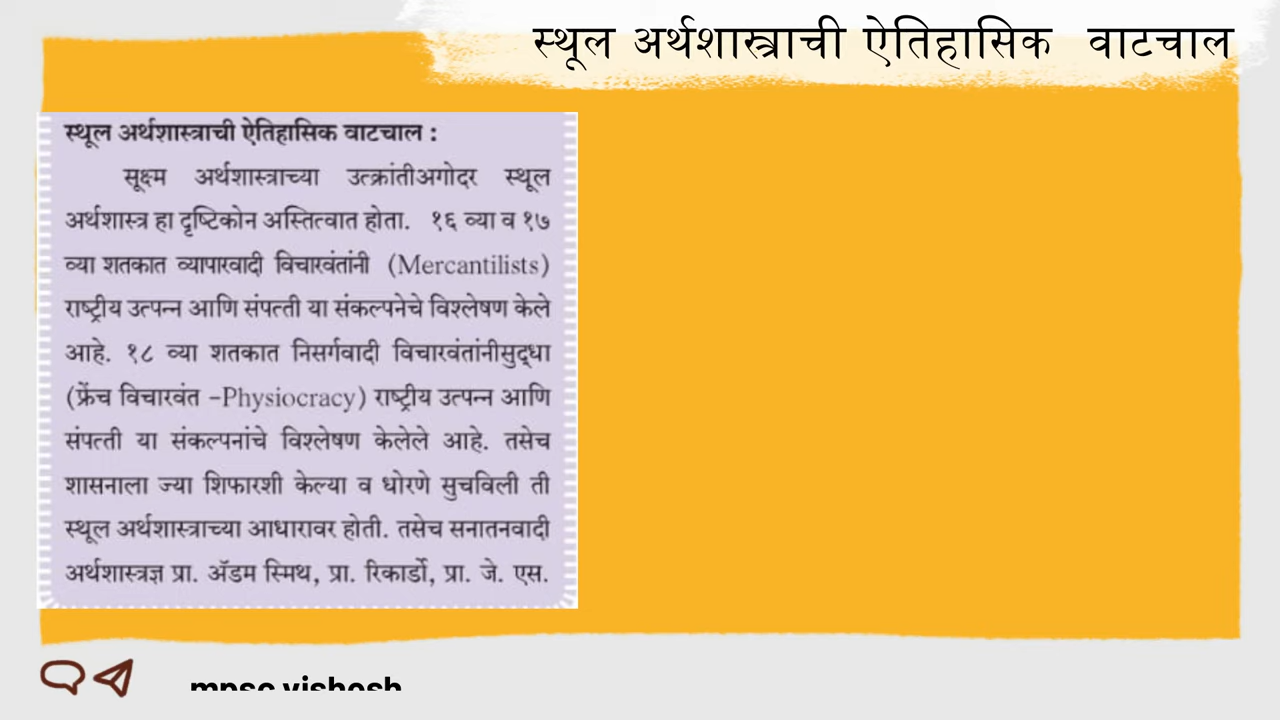 स्थूल अर्थशास्त्राची ऐतिहासिक वाटचाल
स्थूल अर्थशास्त्राची ऐतिहासिक वाटचाल :
सूक्ष्म अर्थशास्त्राच्या उत्क्रांतीअगोदर स्थूल
अर्थशास्त्र हा दृष्टिकोन अस्तित्वात होता. १६ व्या व १७
व्या शतकात व्यापारवादी विचारवंतांनी (Mercantilists)
राष्ट्रीय उत्पन्न आणि संपत्ती या संकल्पनेचे विश्लेषण केले
आहे. १८ व्या शतकात निसर्गवादी विचारवंतांनीसुद्धा
(फ्रेंच विचारवंत -Physiocracy) राष्ट्रीय उत्पन्न आणि
संपत्ती या संकल्पनांचे विश्लेषण केलेले आहे. तसेच
शासनाला ज्या शिफारशी केल्या व धोरणे सुचविली ती
स्थूल अर्थशास्त्राच्या आधारावर होती. तसेच सनातनवादी
अर्थशास्त्रज्ञ प्रा. ॲडम स्मिथ, प्रा. रिकार्डो, प्रा. जे. एस.
mpsc vishesh